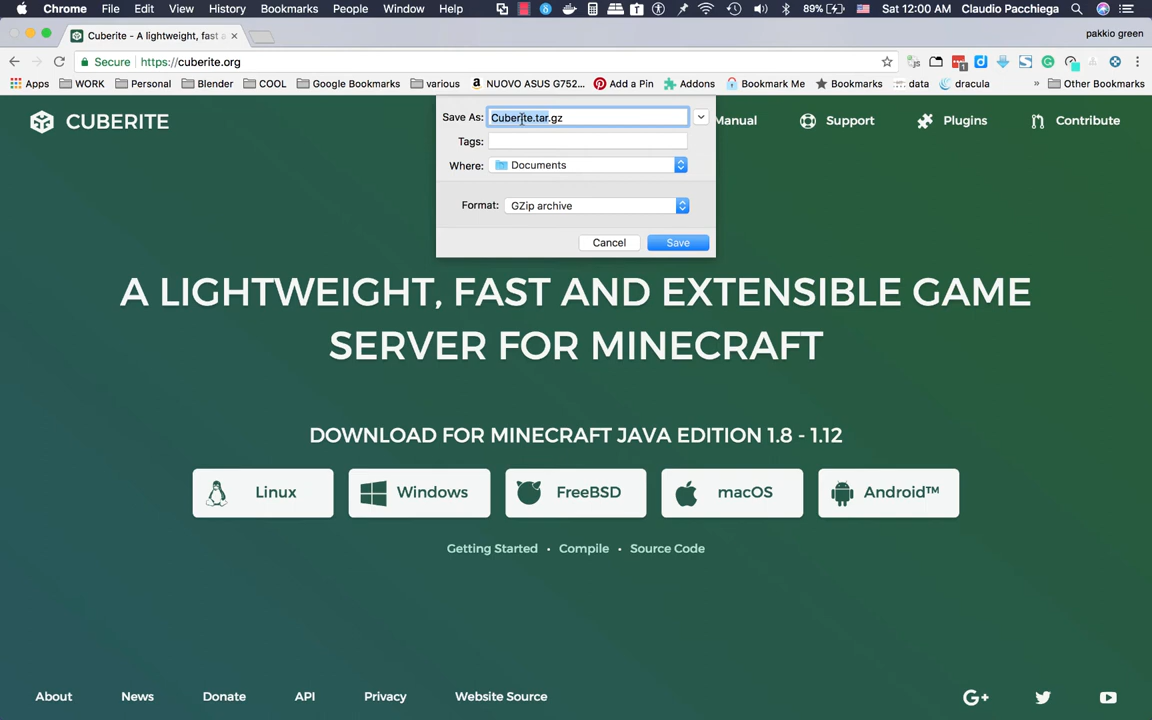 Chrome File Edit View History Bookmarks People Window Help 89% Sat 12:00 AM Claudio Pacchiega
Cuberite - A lightweight, fast a
pakkio green
Secure https://cuberite.org
Apps WORK Personal Blender COOL Google Bookmarks various NUOVO ASUS G752... Add a Pin Addons Bookmark Me Bookmarks data dracula » Other Bookmarks
CUBERITE
Manual Support Plugins Contribute
Save As: Cuberite.tar.gz
Tags:
Where: Documents
Format: GZip archive
Cancel Save
A LIGHTWEIGHT, FAST AND EXTENSIBLE GAME
SERVER FOR MINECRAFT
DOWNLOAD FOR MINECRAFT JAVA EDITION 1.8 - 1.12
Linux Windows FreeBSD macOS Android™
Getting Started • Compile • Source Code
About News Donate API Privacy Website Source G+